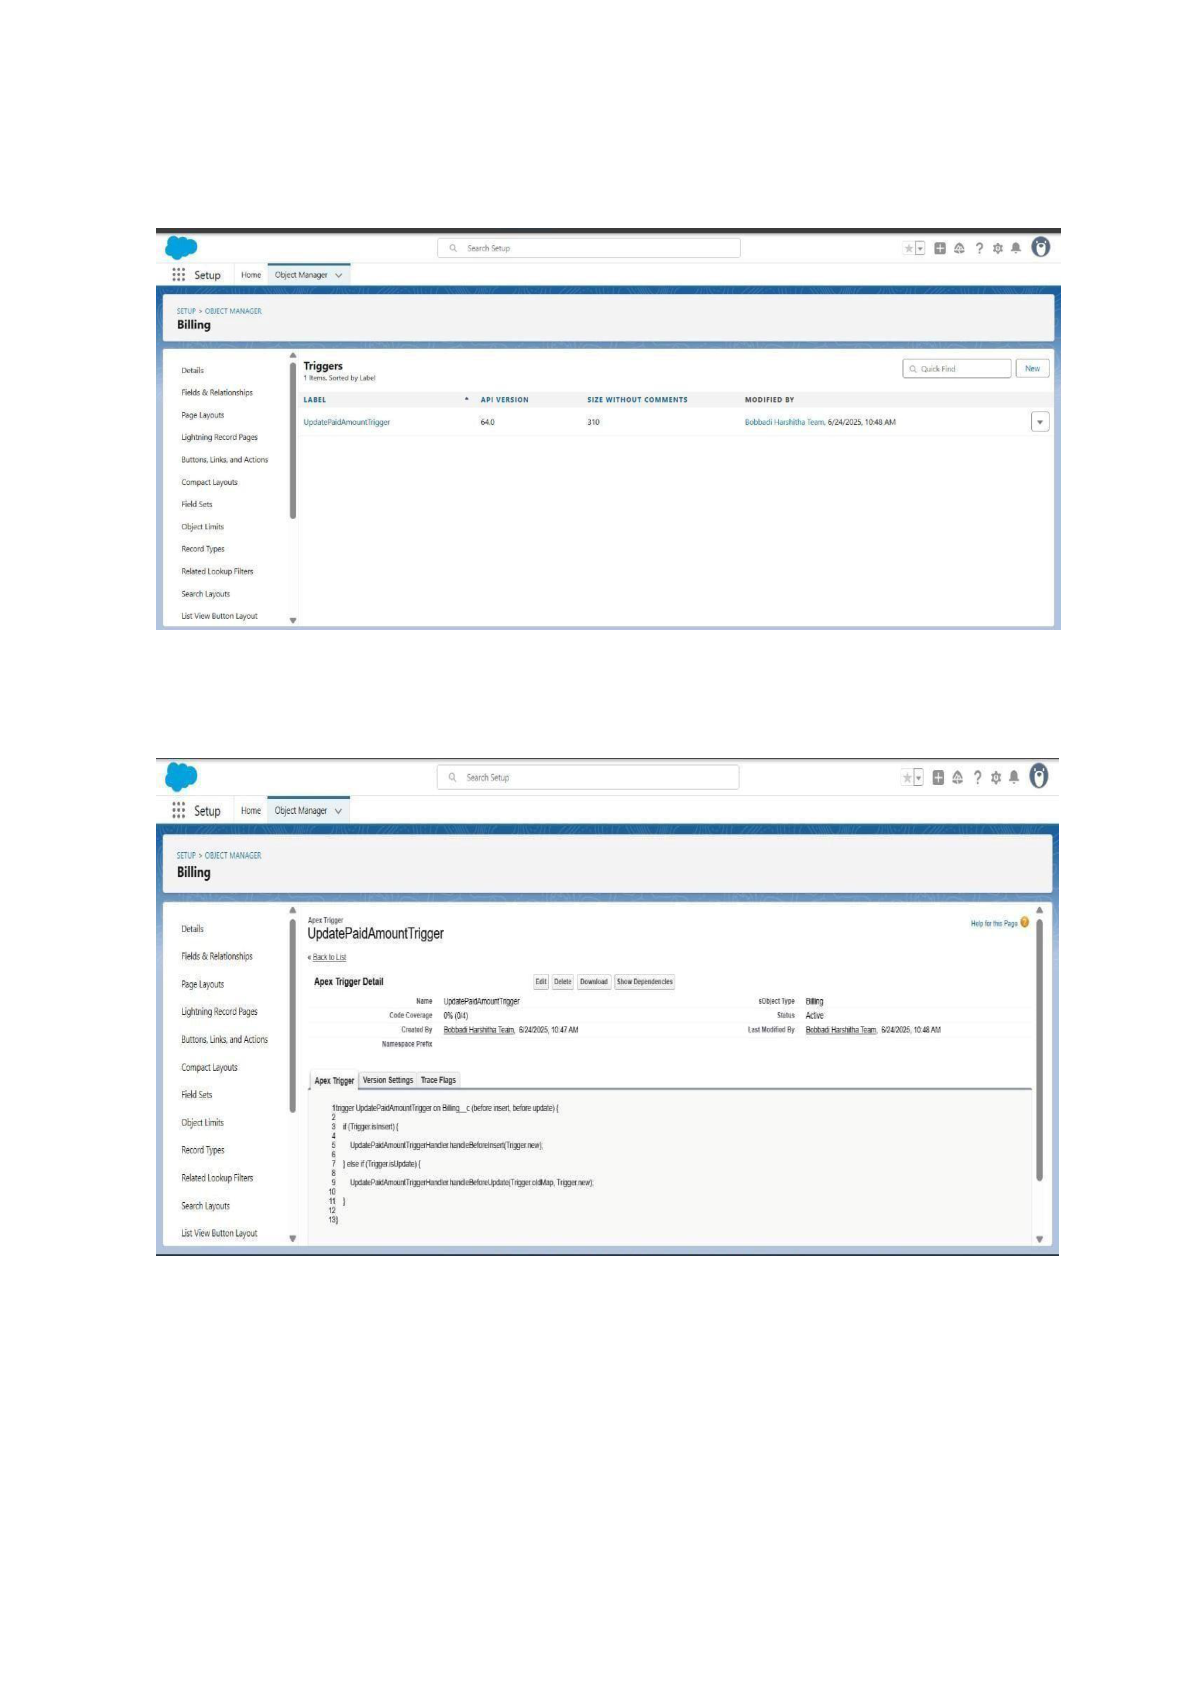 Search Setup
Setup Home Object Manager
SETUP > OBJECT MANAGER
Billing
Details
Fields & Relationships
Page Layouts
Lightning Record Pages
Buttons, Links, and Actions
Compact Layouts
Field Sets
Object Limits
Record Types
Related Lookup Filters
Search Layouts
List View Button Layout
Triggers
1 Items, Sorted by Label
Quick Find New
LABEL API VERSION SIZE WITHOUT COMMENTS MODIFIED BY
UpdatePaidAmountTrigger 64.0 310 Bobbadi Harshitha Team, 6/24/2025, 10:48 AM
Search Setup
Setup Home Object Manager
SETUP > OBJECT MANAGER
Billing
Details
Fields & Relationships
Page Layouts
Lightning Record Pages
Buttons, Links, and Actions
Compact Layouts
Field Sets
Object Limits
Record Types
Related Lookup Filters
Search Layouts
List View Button Layout
Apex Trigger
UpdatePaidAmountTrigger
Help for this Page
« Back to List
Apex Trigger Detail Edit Delete Download Show Dependencies
Name UpdatePaidAmountTrigger sObject Type Billing
Code Coverage 0% (0/4) Status Active
Created By Bobbadi Harshitha Team, 6/24/2025, 10:47 AM Last Modified By Bobbadi Harshitha Team, 6/24/2025, 10:48 AM
Namespace Prefix
Apex Trigger Version Settings Trace Flags
1 trigger UpdatePaidAmountTrigger on Billing__c (before insert, before update) {
2
3 if (Trigger.isInsert) {
4
5 UpdatePaidAmountTriggerHandler.handleBeforeInsert(Trigger.new);
6
7 } else if (Trigger.isUpdate) {
8
9 UpdatePaidAmountTriggerHandler.handleBeforeUpdate(Trigger.oldMap, Trigger.new);
10
11 }
12
13 }